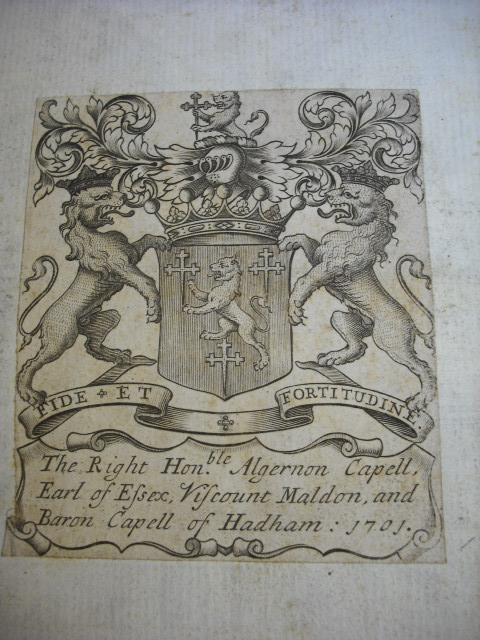 FIDE ET FORTITUDINE
The Right Hon.ble Algernon Capell,
Earl of Eſsex, Viſcount Maldon, and
Baron Capell of Hadham : 1701.